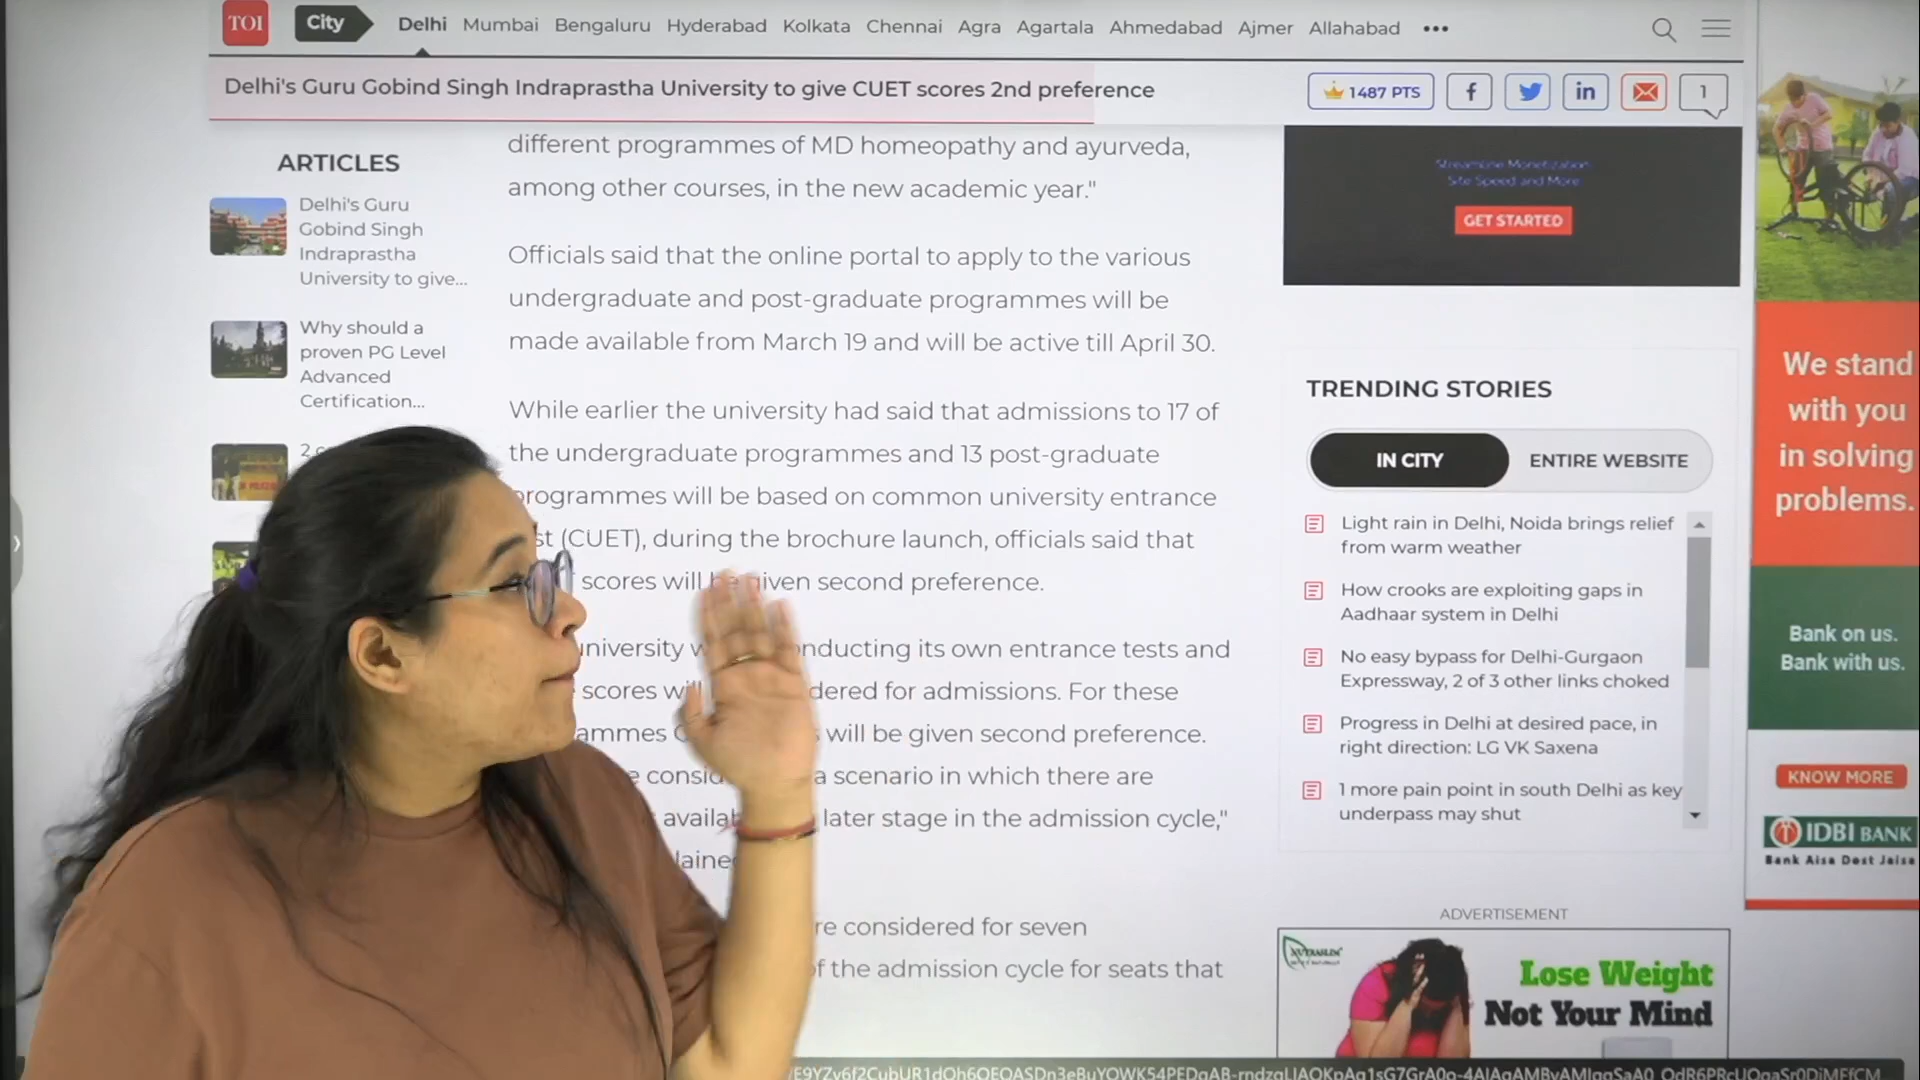 TOI City Delhi Mumbai Bengaluru Hyderabad Kolkata Chennai Agra Agartala Ahmedabad Ajmer Allahabad
Delhi's Guru Gobind Singh Indraprastha University to give CUET scores 2nd preference
1487 PTS
f
in
1
ARTICLES
Delhi's Guru
Gobind Singh
Indraprastha
University to give...
Why should a
proven PG Level
Advanced
Certification...
different programmes of MD homeopathy and ayurveda,
among other courses, in the new academic year."
Officials said that the online portal to apply to the various
undergraduate and post-graduate programmes will be
made available from March 19 and will be active till April 30.
While earlier the university had said that admissions to 17 of
the undergraduate programmes and 13 post-graduate
programmes will be based on common university entrance
(CUET), during the brochure launch, officials said that
scores will be given second preference.
conducting its own entrance tests and
scores for admissions. For these
will be given second preference.
a scenario in which there are
later stage in the admission cycle,"
considered for seven
of the admission cycle for seats that
Streamline Monetization
Site Speed and More
GET STARTED
TRENDING STORIES
IN CITY ENTIRE WEBSITE
Light rain in Delhi, Noida brings relief
from warm weather
How crooks are exploiting gaps in
Aadhaar system in Delhi
No easy bypass for Delhi-Gurgaon
Expressway, 2 of 3 other links choked
Progress in Delhi at desired pace, in
right direction: LG VK Saxena
1 more pain point in south Delhi as key
underpass may shut
ADVERTISEMENT
Lose Weight
Not Your Mind
We stand
with you
in solving
problems.
Bank on us.
Bank with us.
KNOW MORE
IDBI BANK
Bank Aisa Dost Jaisa